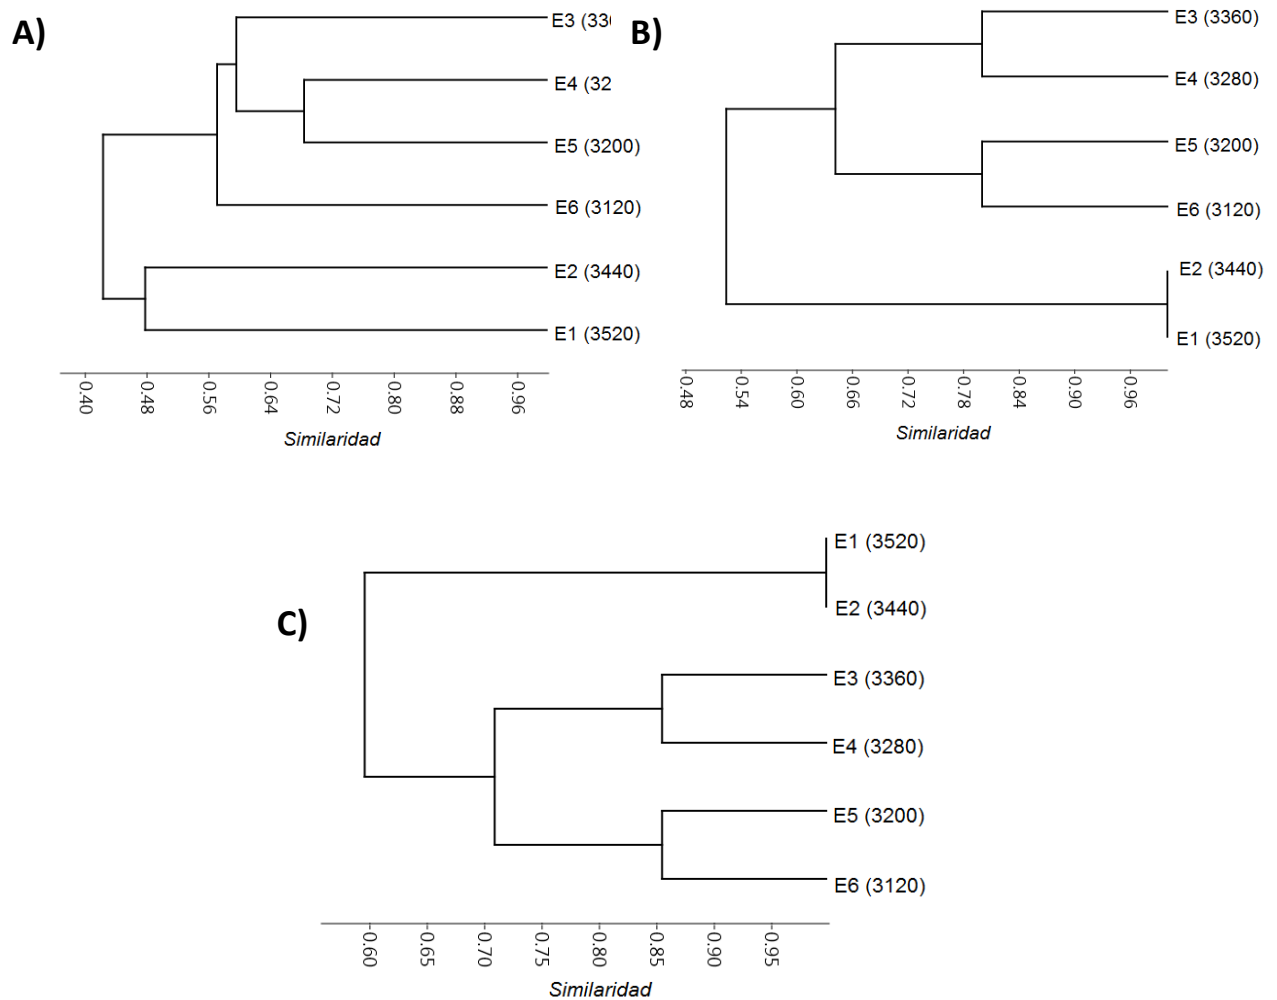 A)
E3 (33
E4 (32
E5 (3200)
E6 (3120)
E2 (3440)
E1 (3520)
0.40 0.48 0.56 0.64 0.72 0.80 0.88 0.96
Similaridad
B)
E3 (3360)
E4 (3280)
E5 (3200)
E6 (3120)
E2 (3440)
E1 (3520)
0.48 0.54 0.60 0.66 0.72 0.78 0.84 0.90 0.96
Similaridad
C)
E1 (3520)
E2 (3440)
E3 (3360)
E4 (3280)
E5 (3200)
E6 (3120)
0.60 0.65 0.70 0.75 0.80 0.85 0.90 0.95
Similaridad